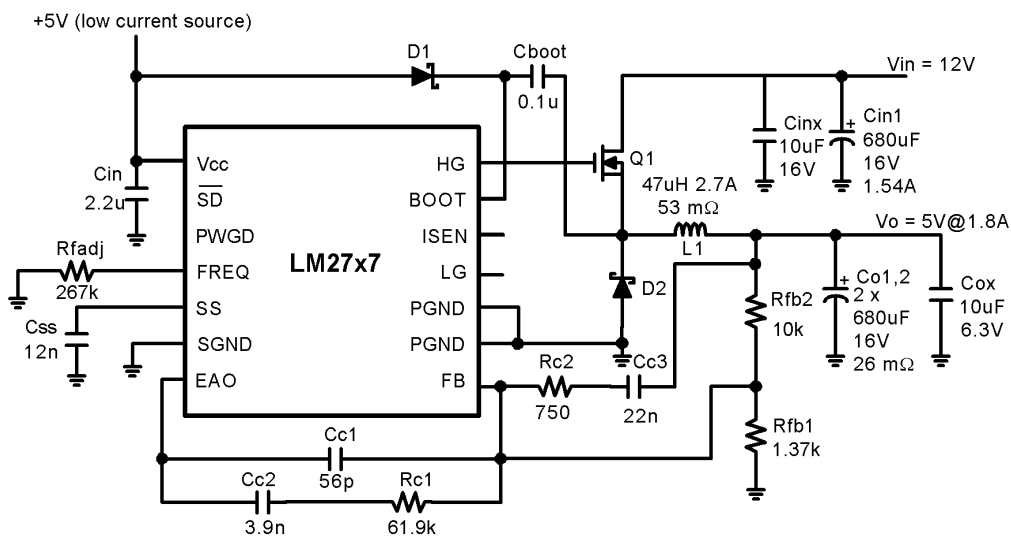 +5V (low current source)
D1
Cboot
0.1u
Vin = 12V
Cinx
10uF
16V
+
Cin1
680uF
16V
1.54A
Cin
2.2u
Vcc
SD
PWGD
FREQ
SS
SGND
EAO
LM27x7
HG
BOOT
ISEN
LG
PGND
PGND
FB
Q1
47uH 2.7A
53 mΩ
L1
Vo = 5V@1.8A
D2
Rfadj
267k
Css
12n
Rfb2
10k
+
Co1,2
2 x
680uF
16V
26 mΩ
Cox
10uF
6.3V
Rc2
750
Cc3
22n
Rfb1
1.37k
Cc1
56p
Cc2
3.9n
Rc1
61.9k